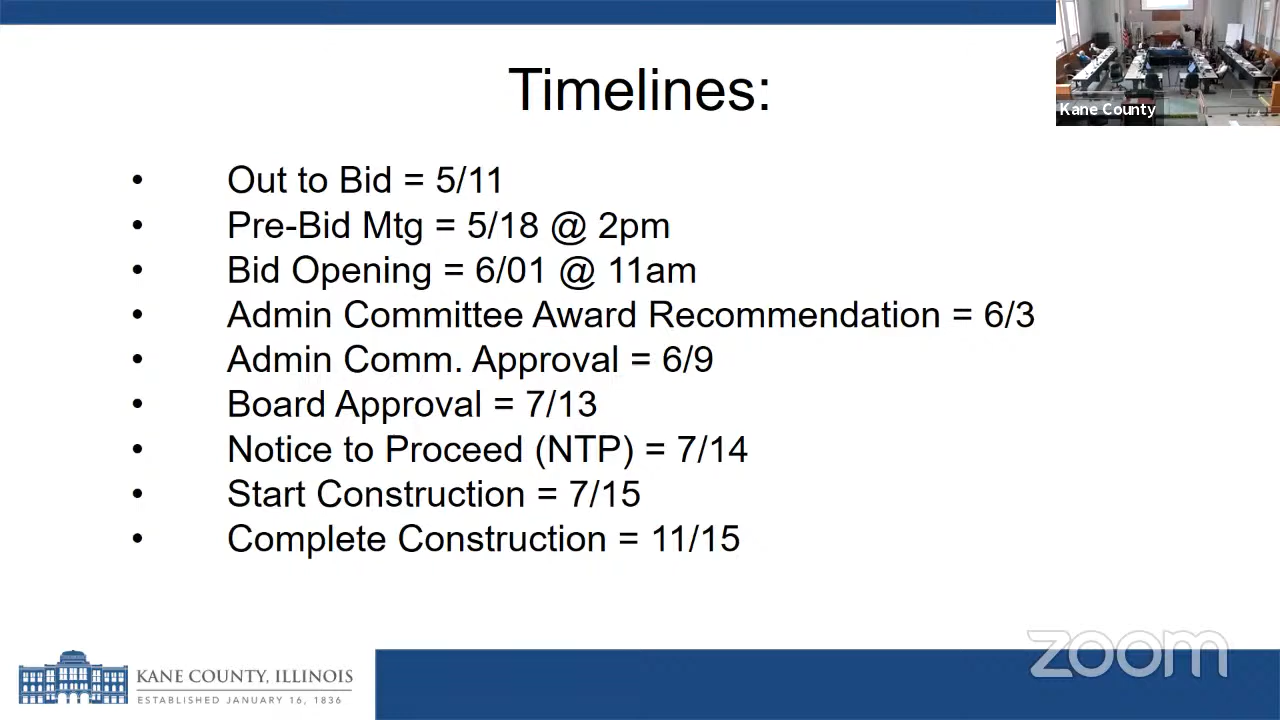 Timelines:
Kane County
• Out to Bid = 5/11
• Pre-Bid Mtg = 5/18 @ 2pm
• Bid Opening = 6/01 @ 11am
• Admin Committee Award Recommendation = 6/3
• Admin Comm. Approval = 6/9
• Board Approval = 7/13
• Notice to Proceed (NTP) = 7/14
• Start Construction = 7/15
• Complete Construction = 11/15
zoom
KANE COUNTY, ILLINOIS
ESTABLISHED JANUARY 16, 1836